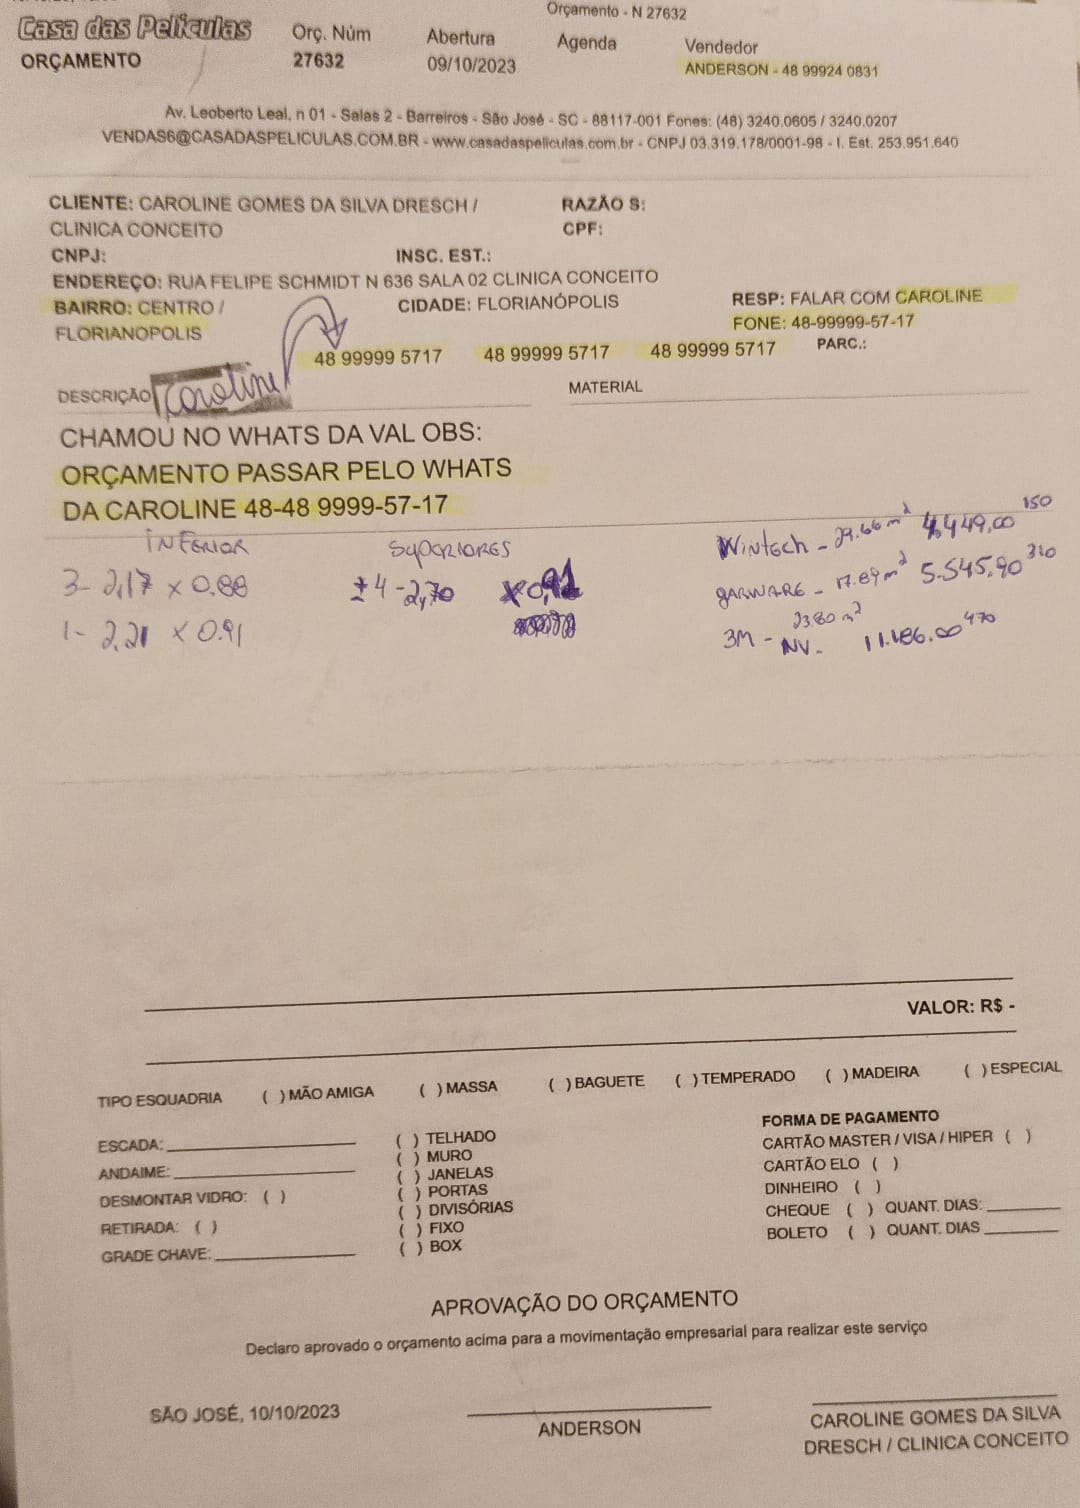 Orçamento - N 27632
Casa das Películas
ORÇAMENTO
Orç. Núm
27632
Abertura
09/10/2023
Agenda
Vendedor
ANDERSON - 48 99924 0831
Av. Leoberto Leal, n 01 - Salas 2 - Barreiros - São José - SC - 88117-001 Fones: (48) 3240.0605 / 3240.0207
VENDAS6@CASADASPELICULAS.COM.BR - www.casadaspeliculas.com.br - CNPJ 03.319.178/0001-98 - I. Est. 253.951.640
CLIENTE: CAROLINE GOMES DA SILVA DRESCH /
CLINICA CONCEITO
RAZÃO S:
CPF:
CNPJ:
INSC. EST.:
ENDEREÇO: RUA FELIPE SCHMIDT N 636 SALA 02 CLINICA CONCEITO
BAIRRO: CENTRO /
FLORIANOPOLIS
CIDADE: FLORIANÓPOLIS
RESP: FALAR COM CAROLINE
FONE: 48-99999-57-17
48 99999 5717 48 99999 5717 48 99999 5717
PARC.:
DESCRIÇÃO Caroline
MATERIAL
CHAMOU NO WHATS DA VAL OBS:
ORÇAMENTO PASSAR PELO WHATS
DA CAROLINE 48-48 9999-57-17
INFERIOR
3- 2,17 x 0.88
1- 2.21 x 0.91
SUPERIORES
± 4 - 2,70 x 0,91
Wintech - 29.66 m² 4,449,00 150
GARWARE - 17.89 m² 5.545,90 310
23.80 m²
3M - NV. 11.186.00 470
VALOR: R$ -
TIPO ESQUADRIA ( ) MÃO AMIGA ( ) MASSA ( ) BAGUETE ( ) TEMPERADO ( ) MADEIRA ( ) ESPECIAL
ESCADA:
ANDAIME:
DESMONTAR VIDRO: ( )
RETIRADA: ( )
GRADE CHAVE:
( ) TELHADO
( ) MURO
( ) JANELAS
( ) PORTAS
( ) DIVISÓRIAS
( ) FIXO
( ) BOX
FORMA DE PAGAMENTO
CARTÃO MASTER / VISA / HIPER ( )
CARTÃO ELO ( )
DINHEIRO ( )
CHEQUE ( ) QUANT. DIAS:
BOLETO ( ) QUANT. DIAS
APROVAÇÃO DO ORÇAMENTO
Declaro aprovado o orçamento acima para a movimentação empresarial para realizar este serviço
SÃO JOSÉ, 10/10/2023
ANDERSON
CAROLINE GOMES DA SILVA
DRESCH / CLINICA CONCEITO